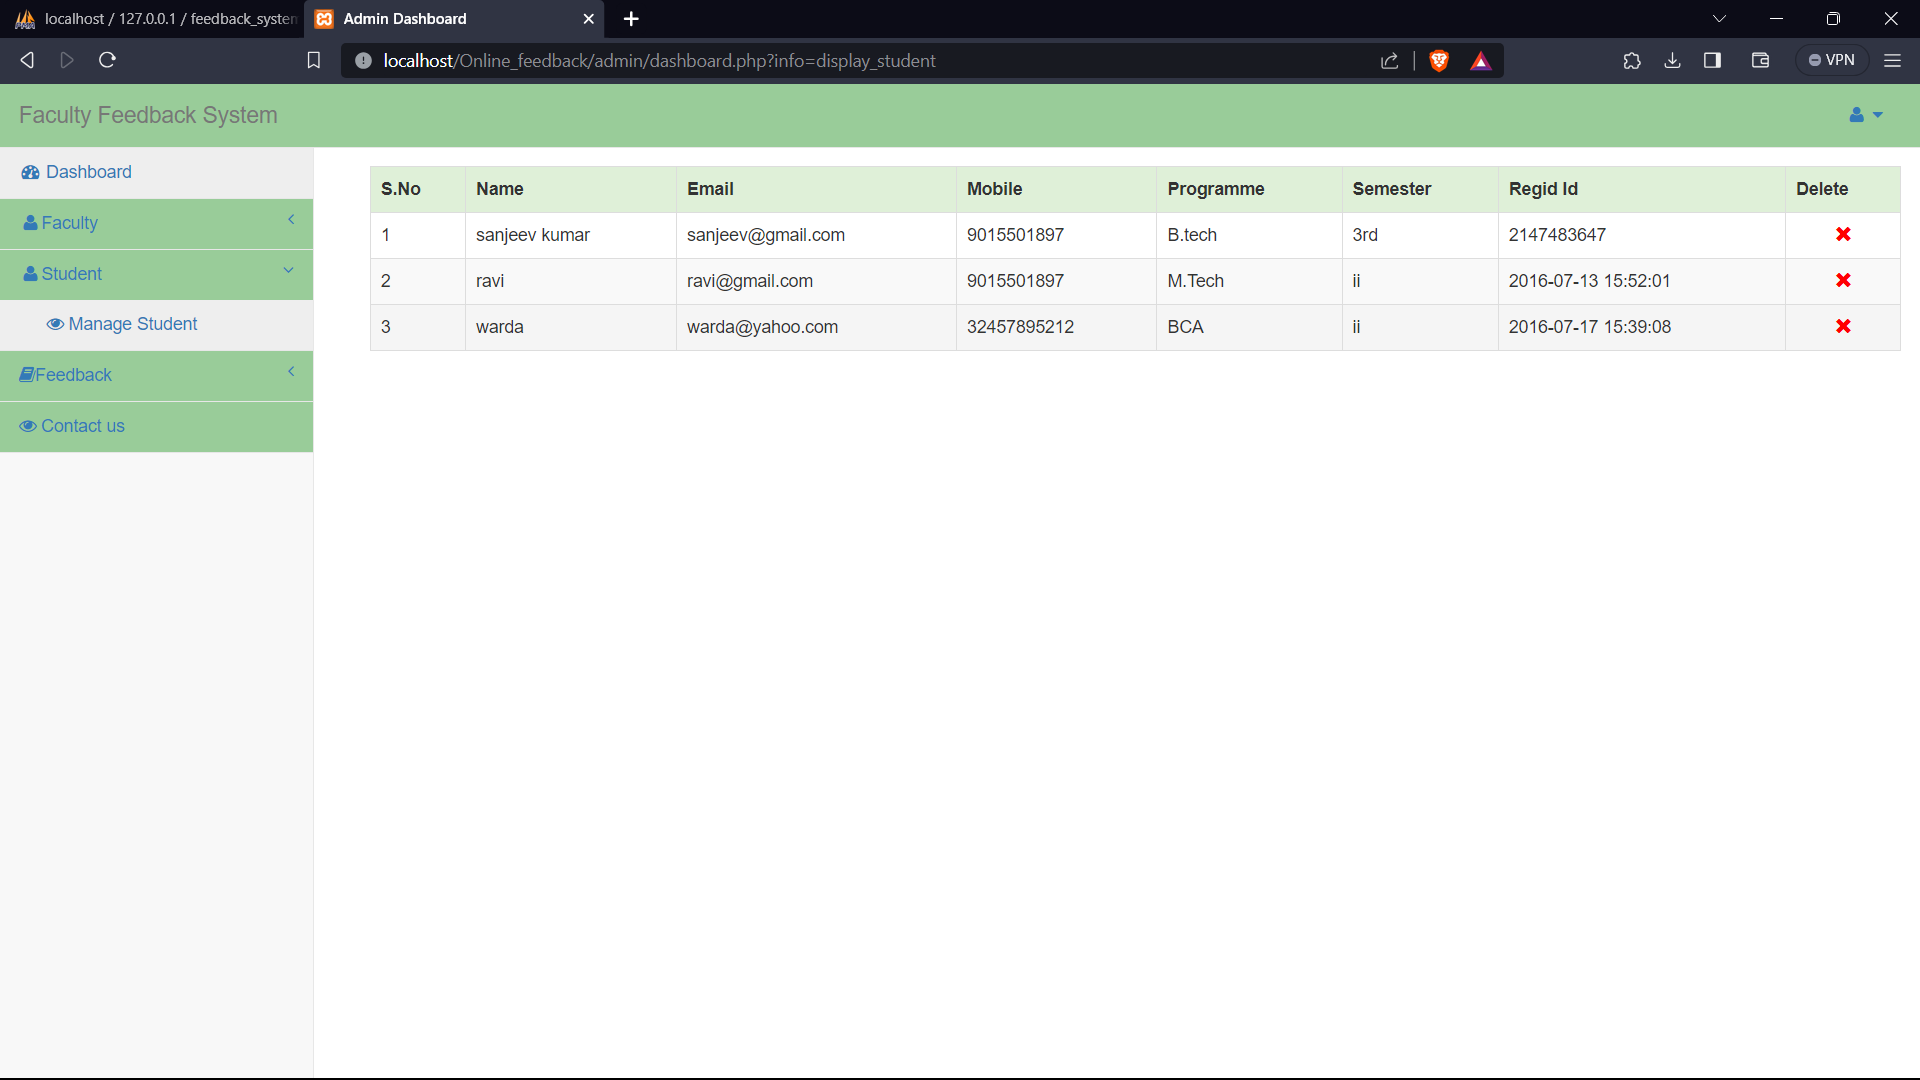 localhost / 127.0.0.1 / feedback_system
Admin Dashboard
localhost/Online_feedback/admin/dashboard.php?info=display_student
VPN
Faculty Feedback System
Dashboard
Faculty
Student
Manage Student
Feedback
Contact us
S.No Name Email Mobile Programme Semester Regid Id Delete
1 sanjeev kumar sanjeev@gmail.com 9015501897 B.tech 3rd 2147483647
2 ravi ravi@gmail.com 9015501897 M.Tech ii 2016-07-13 15:52:01
3 warda warda@yahoo.com 32457895212 BCA ii 2016-07-17 15:39:08